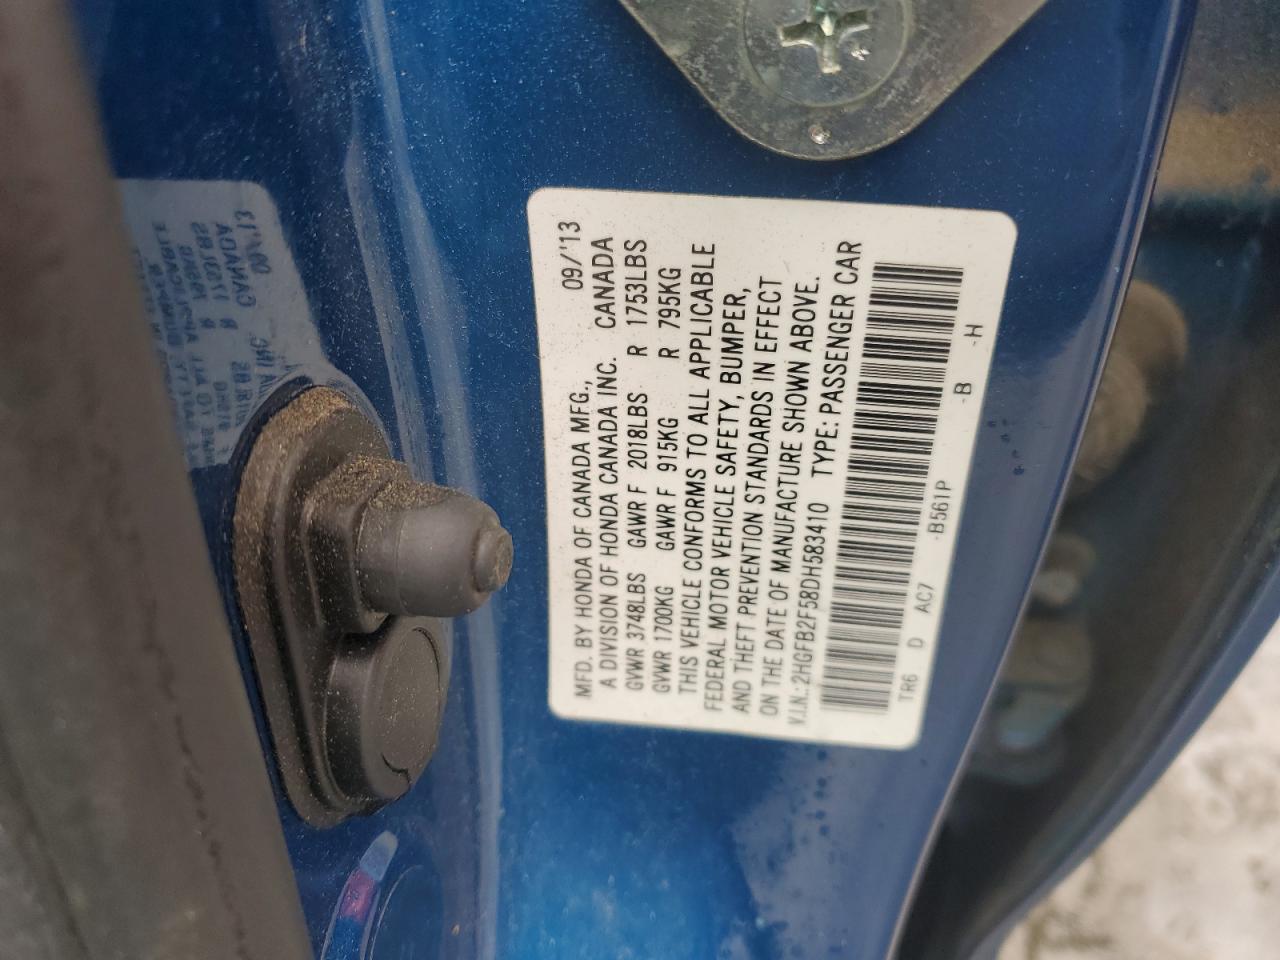 MFD. BY HONDA OF CANADA MFG., 09/'13
A DIVISION OF HONDA CANADA INC. CANADA
GVWR 3748LBS GAWR F 2018LBS R 1753LBS
GVWR 1700KG GAWR F 915KG R 795KG
THIS VEHICLE CONFORMS TO ALL APPLICABLE
FEDERAL MOTOR VEHICLE SAFETY, BUMPER,
AND THEFT PREVENTION STANDARDS IN EFFECT
ON THE DATE OF MANUFACTURE SHOWN ABOVE.
V.I.N.:2HGFB2F58DH583410 TYPE:PASSENGER CAR
TR6 D AC7 -B561P -B -H